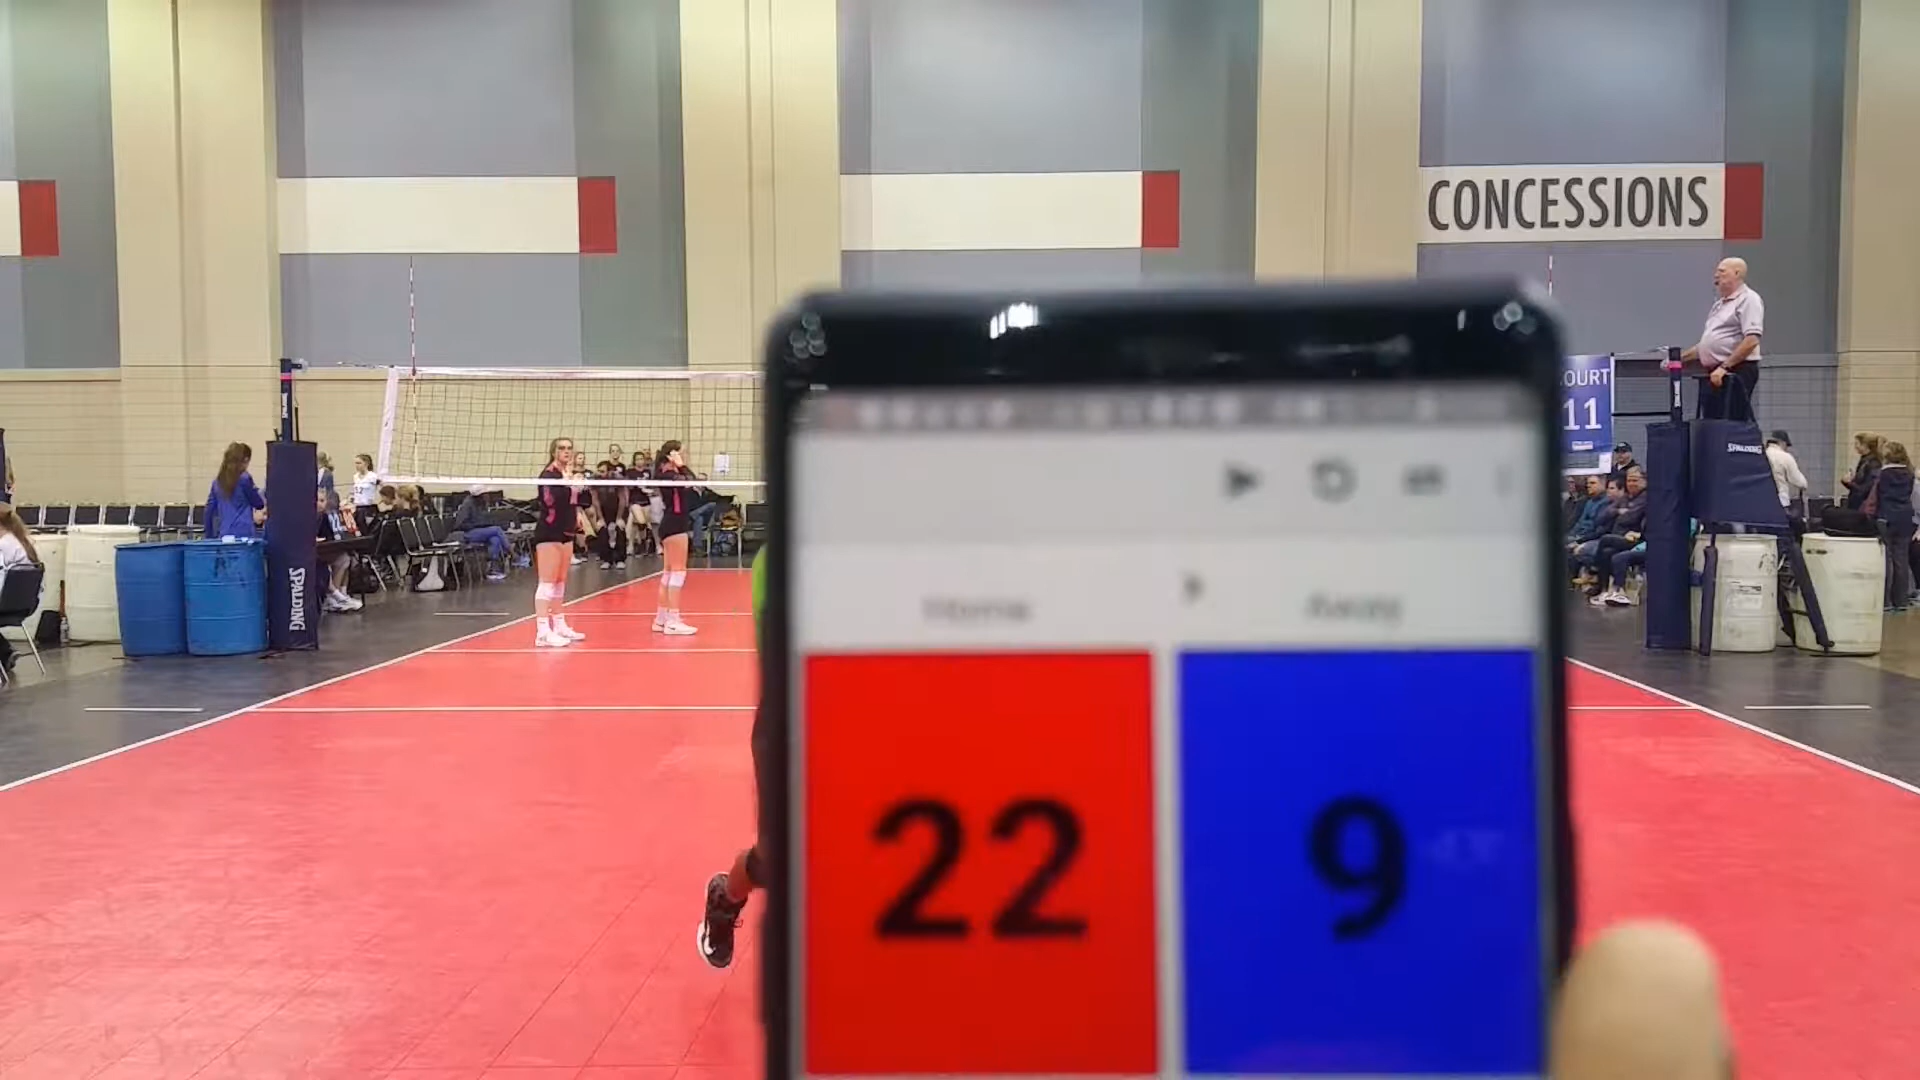 CONCESSIONS
COURT
11
SPALDING
SPALDING
Home
Away
22
9